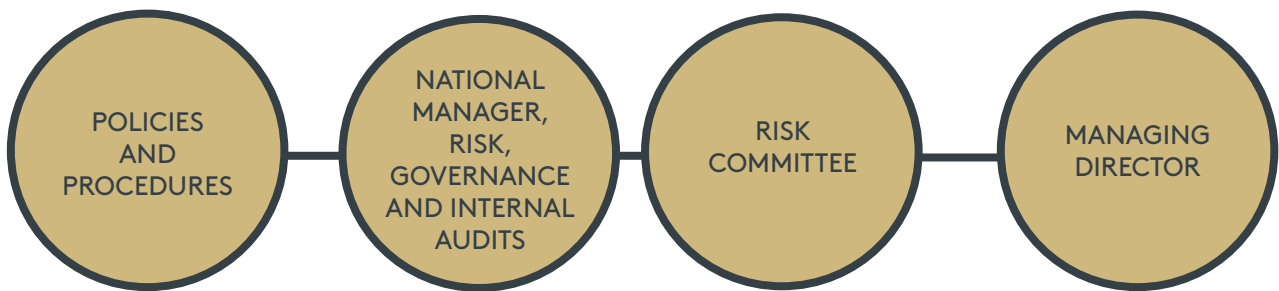 POLICIES
AND
PROCEDURES
NATIONAL
MANAGER,
RISK,
GOVERNANCE
AND INTERNAL
AUDITS
RISK
COMMITTEE
MANAGING
DIRECTOR